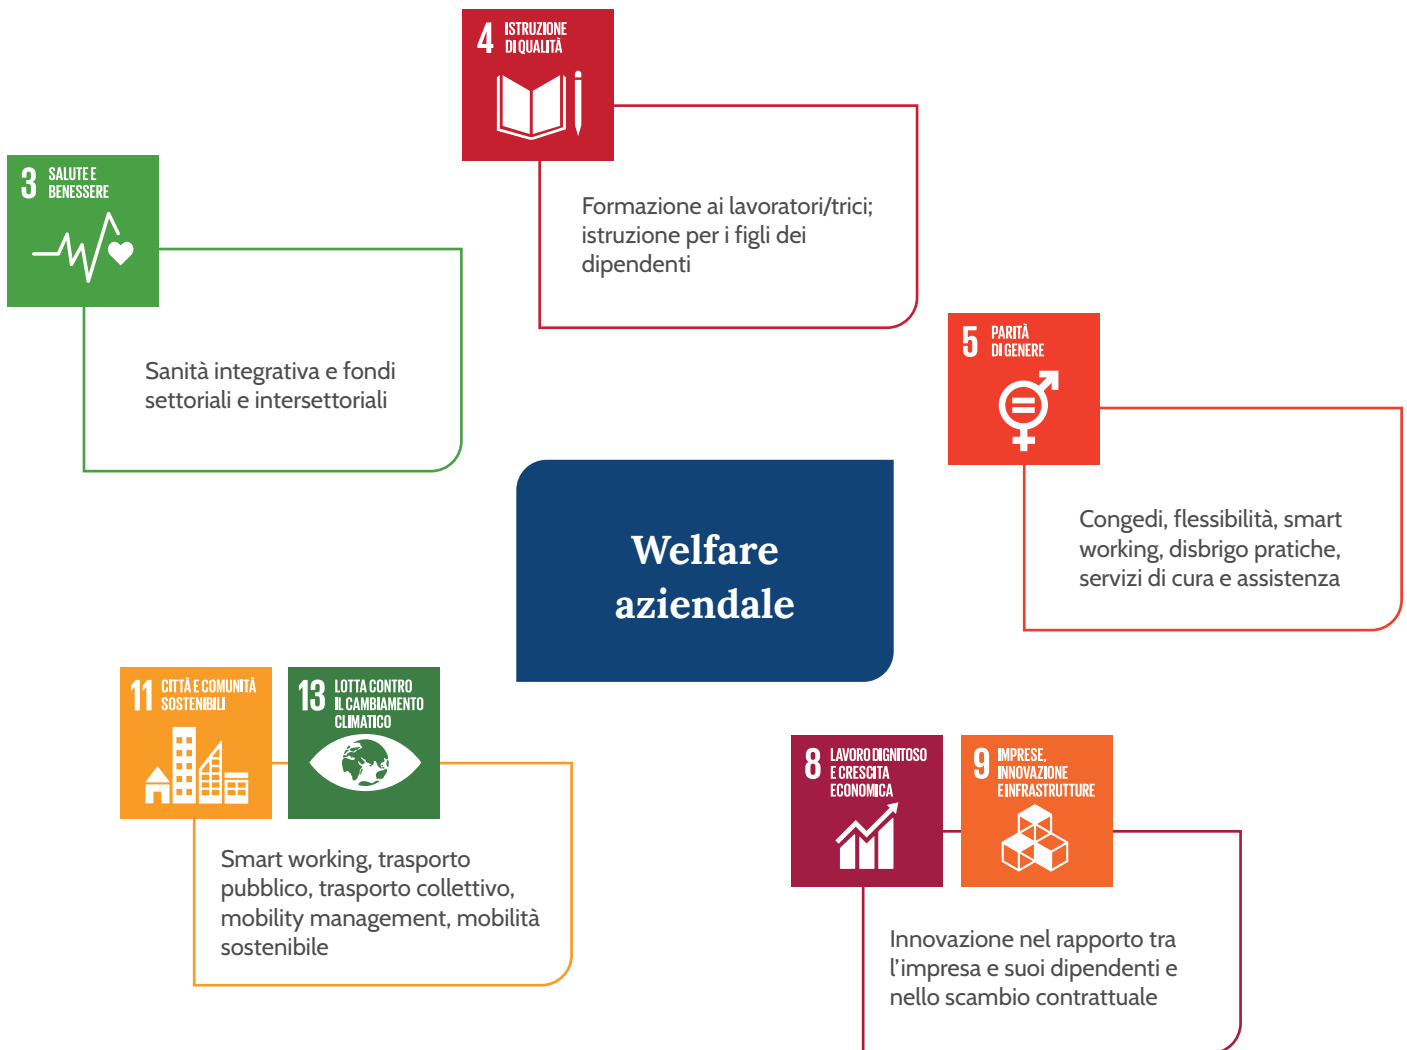 4 ISTRUZIONE
DI QUALITÀ
Formazione ai lavoratori/trici;
istruzione per i figli dei
dipendenti
3 SALUTE E
BENESSERE
Sanità integrativa e fondi
settoriali e intersettoriali
5 PARITÀ
DI GENERE
Congedi, flessibilità, smart
working, disbrigo pratiche,
servizi di cura e assistenza
Welfare
aziendale
11 CITTÀ E COMUNITÀ
SOSTENIBILI
13 LOTTA CONTRO
IL CAMBIAMENTO
CLIMATICO
Smart working, trasporto
pubblico, trasporto collettivo,
mobility management, mobilità
sostenibile
8 LAVORO DIGNITOSO
E CRESCITA
ECONOMICA
9 IMPRESE,
INNOVAZIONE
E INFRASTRUTTURE
Innovazione nel rapporto tra
l'impresa e suoi dipendenti e
nello scambio contrattuale